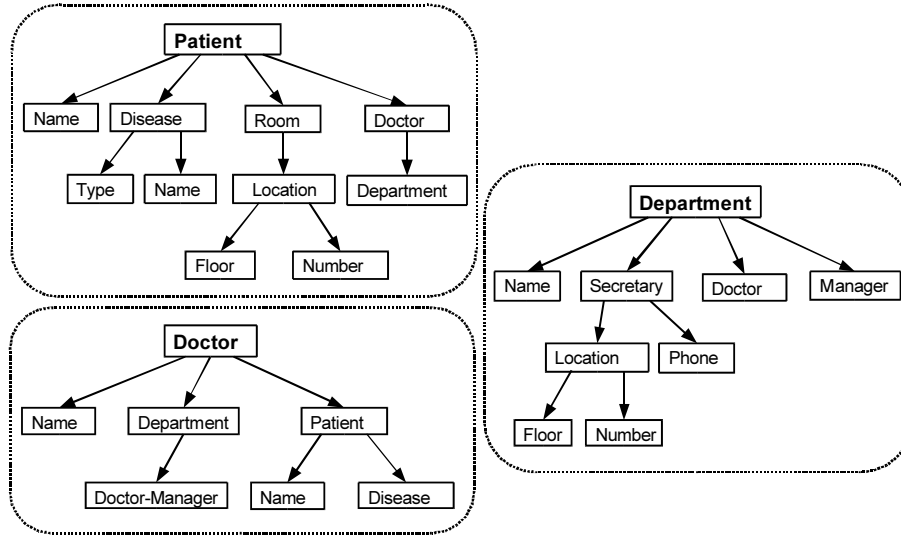 Patient
Name
Disease
Room
Doctor
Type
Name
Location
Department
Floor
Number
Doctor
Name
Department
Patient
Doctor-Manager
Name
Disease
Department
Name
Secretary
Doctor
Manager
Location
Phone
Floor
Number